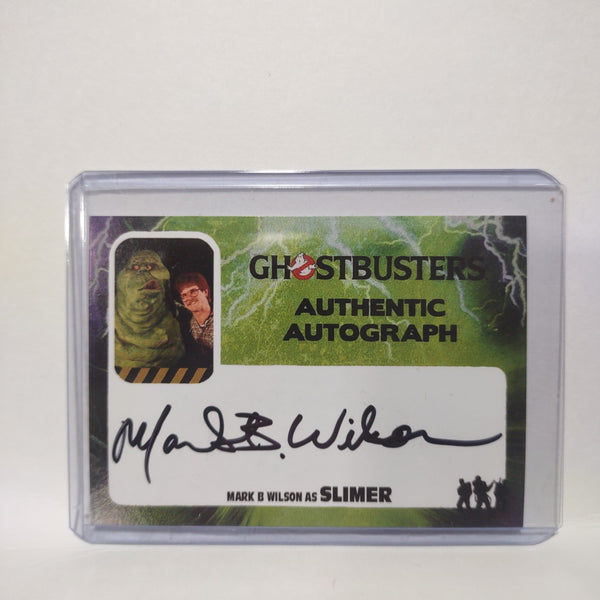 GHOSTBUSTERS
AUTHENTIC
AUTOGRAPH
Mark B. Wilson
MARK B WILSON AS SLIMER